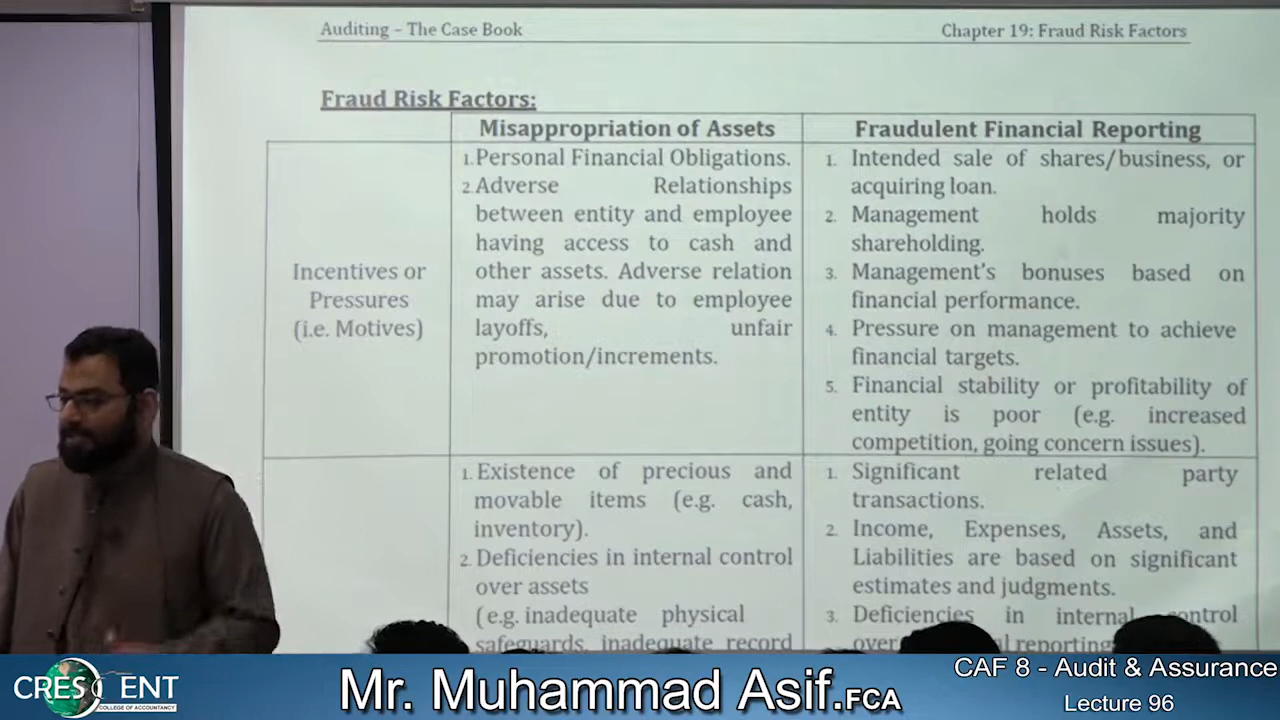 Auditing – The Case Book
Chapter 19: Fraud Risk Factors
Fraud Risk Factors:
Misappropriation of Assets
Fraudulent Financial Reporting
Incentives or
Pressures
(i.e. Motives)
1. Personal Financial Obligations.
2. Adverse Relationships
between entity and employee
having access to cash and
other assets. Adverse relation
may arise due to employee
layoffs, unfair
promotion/increments.
1. Intended sale of shares/business, or
acquiring loan.
2. Management holds majority
shareholding.
3. Management's bonuses based on
financial performance.
4. Pressure on management to achieve
financial targets.
5. Financial stability or profitability of
entity is poor (e.g. increased
competition, going concern issues).
1. Existence of precious and
movable items (e.g. cash,
inventory).
2. Deficiencies in internal control
over assets
(e.g. inadequate physical
safeguards, inadequate record
1. Significant related party
transactions.
2. Income, Expenses, Assets, and
Liabilities are based on significant
estimates and judgments.
3. Deficiencies in internal control
over reporting
CRESCENT
COLLEGE OF ACCOUNTANCY
Mr. Muhammad Asif.FCA
CAF 8 - Audit & Assurance
Lecture 96